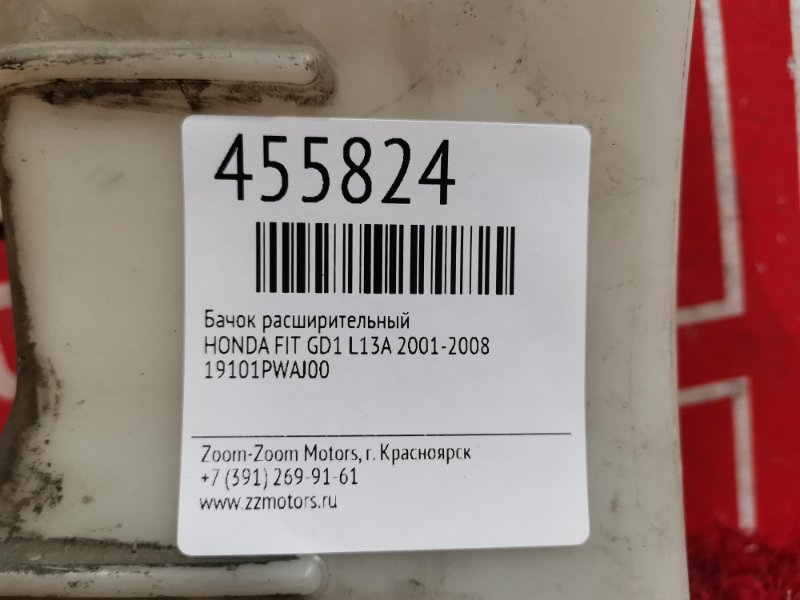 455824
Бачок расширительный
HONDA FIT GD1 L13A 2001-2008
19101PWAJ00
Zoom-Zoom Motors, г. Красноярск
+7 (391) 269-91-61
www.zzmotors.ru